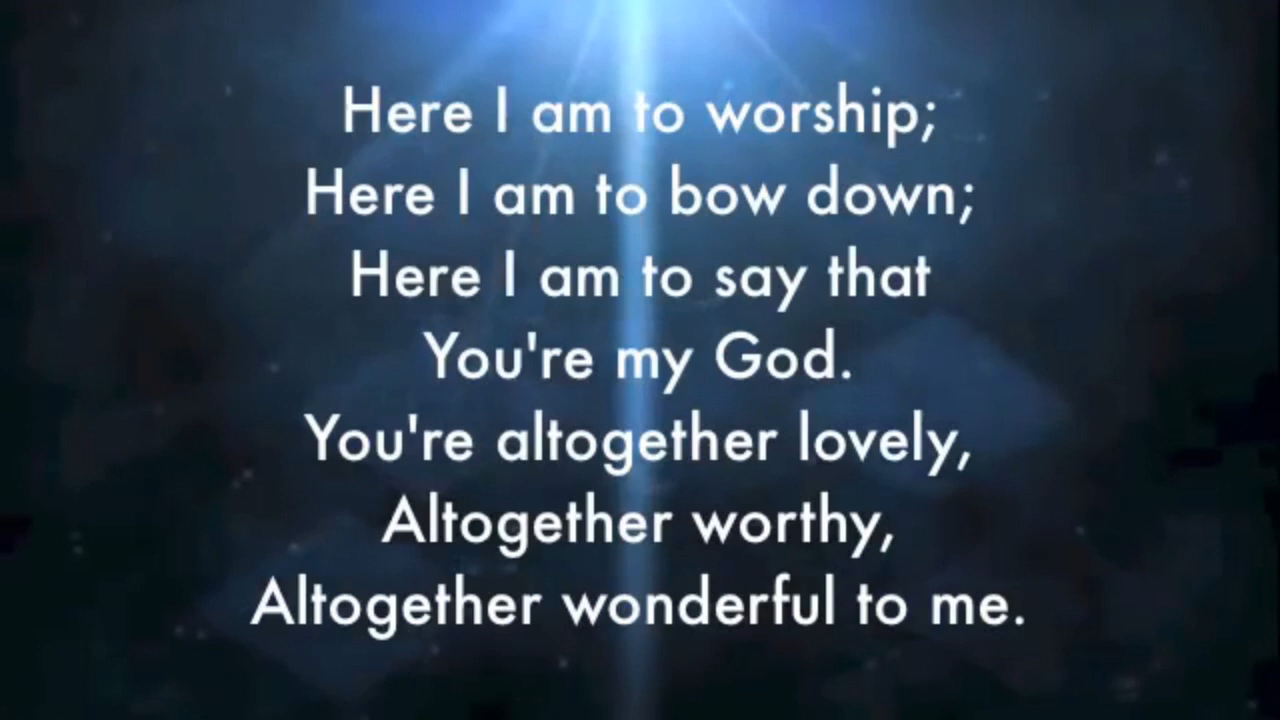 Here I am to worship;
Here I am to bow down;
Here I am to say that
You're my God.
You're altogether lovely,
Altogether worthy,
Altogether wonderful to me.